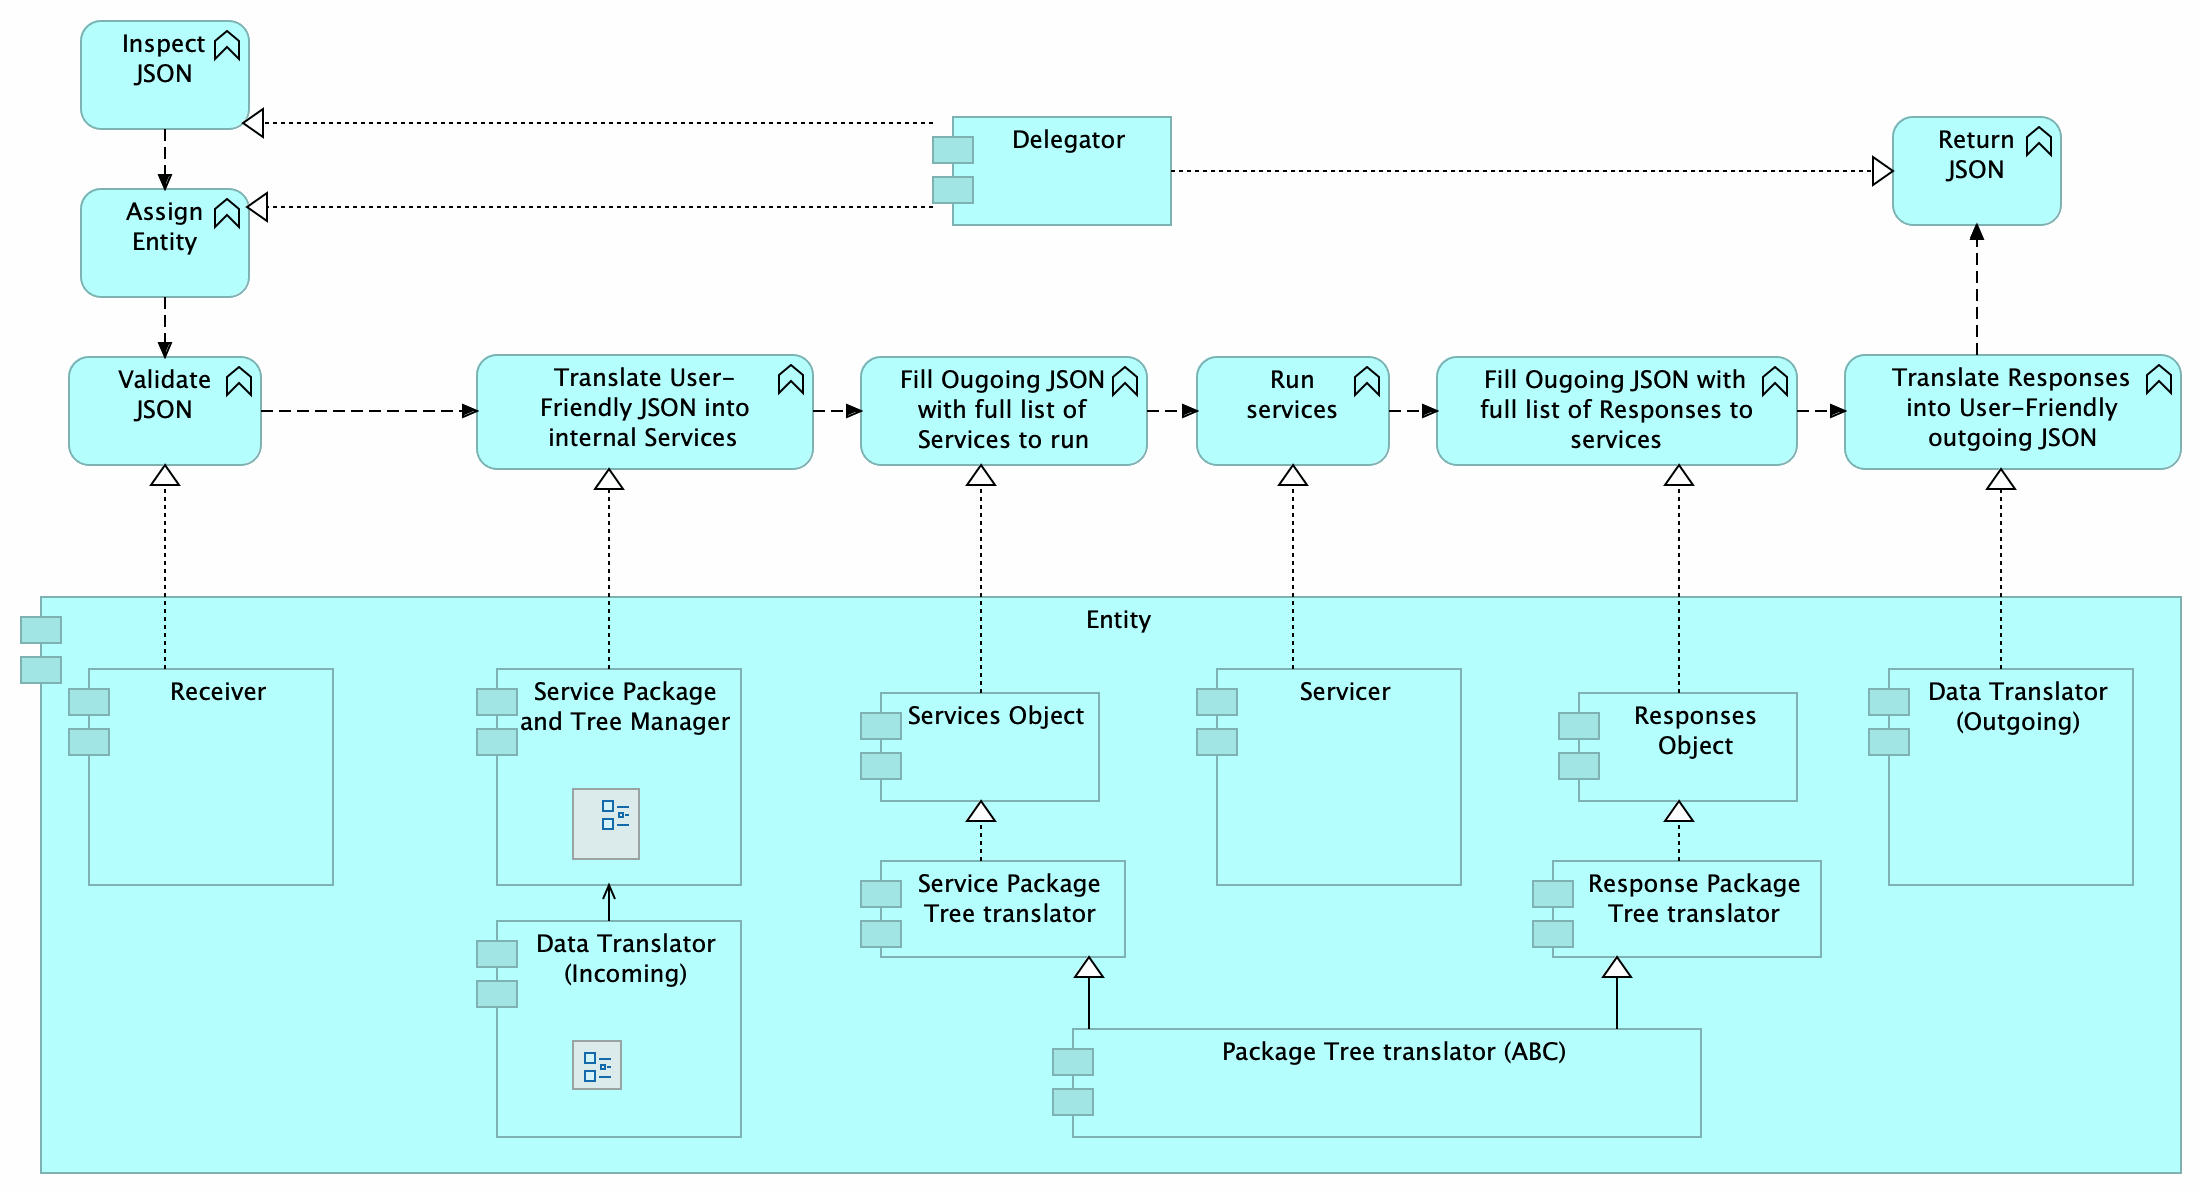 Inspect
JSON
Delegator
Return
JSON
Assign
Entity
Validate
JSON
Translate User-
Friendly JSON into
internal Services
Fill Ougoing JSON
with full list of
Services to run
Run
services
Fill Ougoing JSON with
full list of Responses to
services
Translate Responses
into User-Friendly
outgoing JSON
Entity
Receiver
Service Package
and Tree Manager
Services Object
Servicer
Responses
Object
Data Translator
(Outgoing)
Service Package
Tree translator
Response Package
Tree translator
Data Translator
(Incoming)
Package Tree translator (ABC)